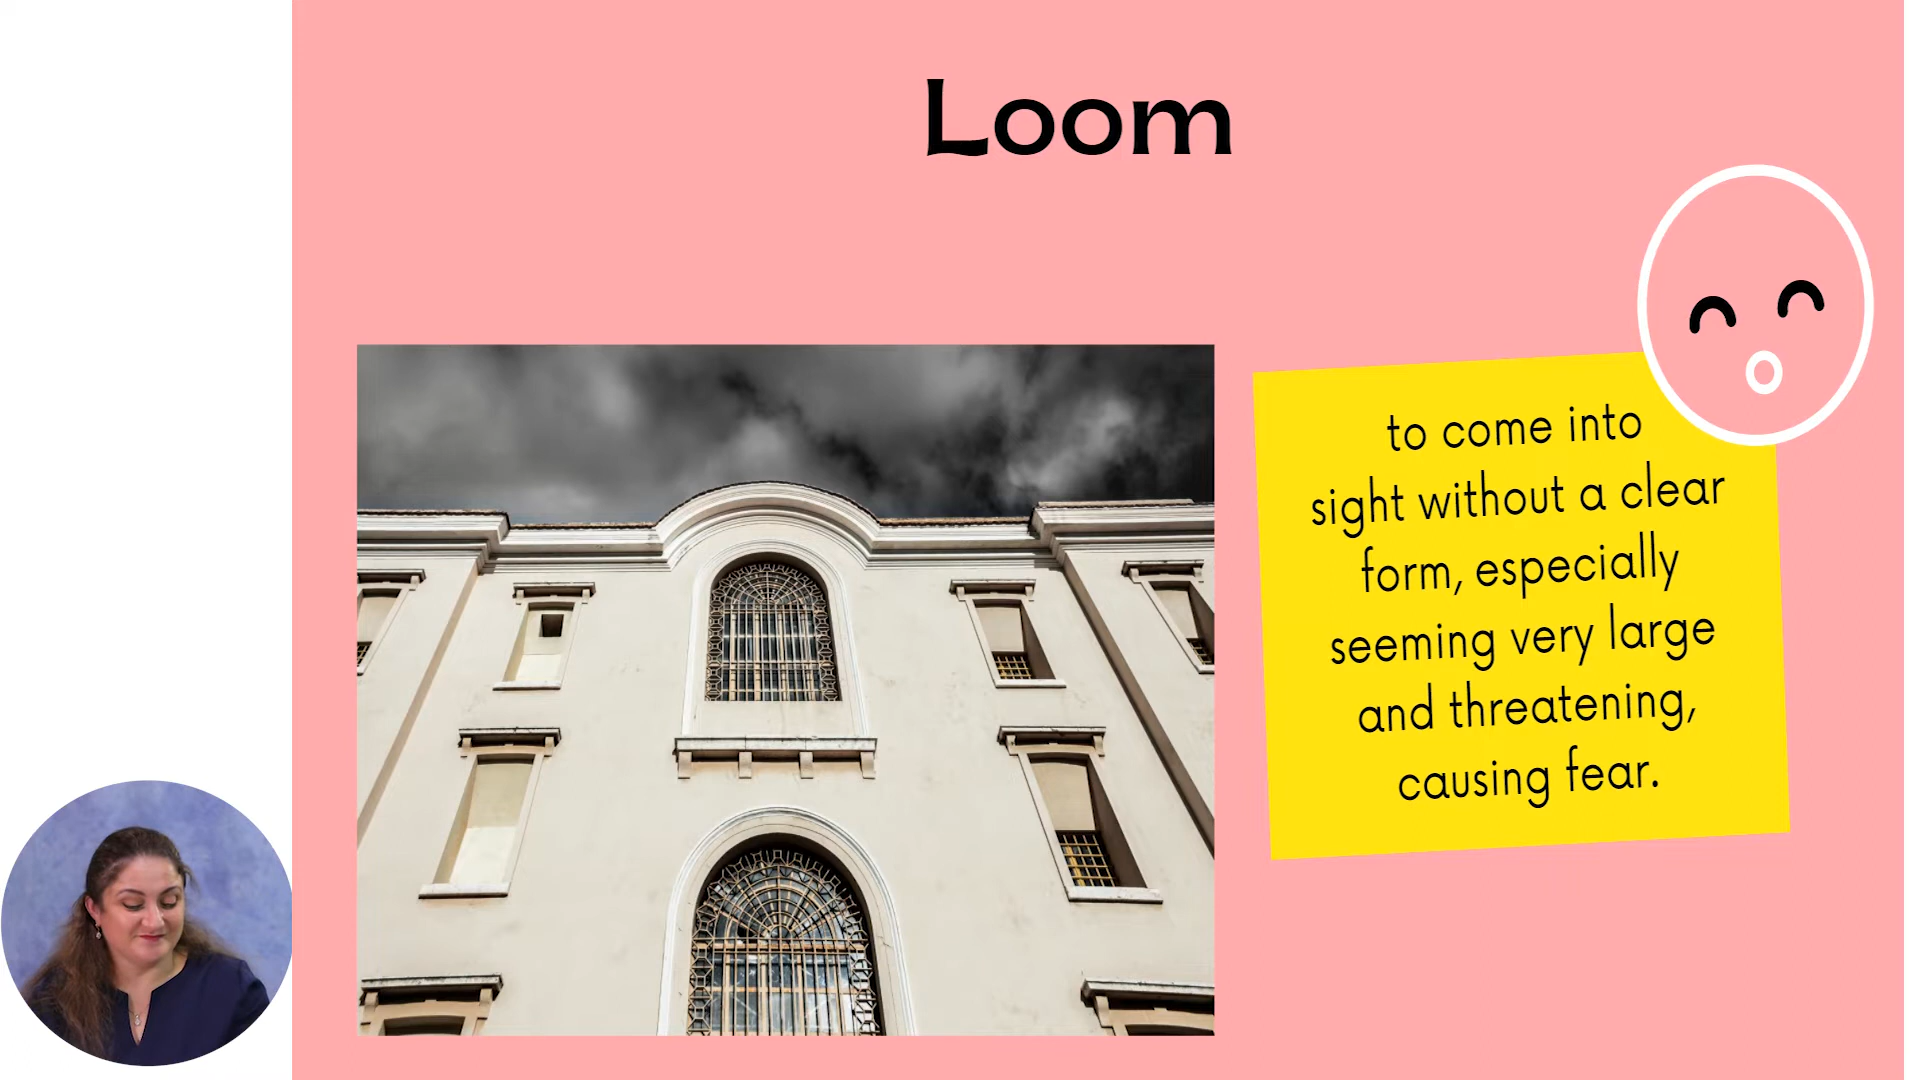 Loom
to come into
sight without a clear
form, especially
seeming very large
and threatening,
causing fear.